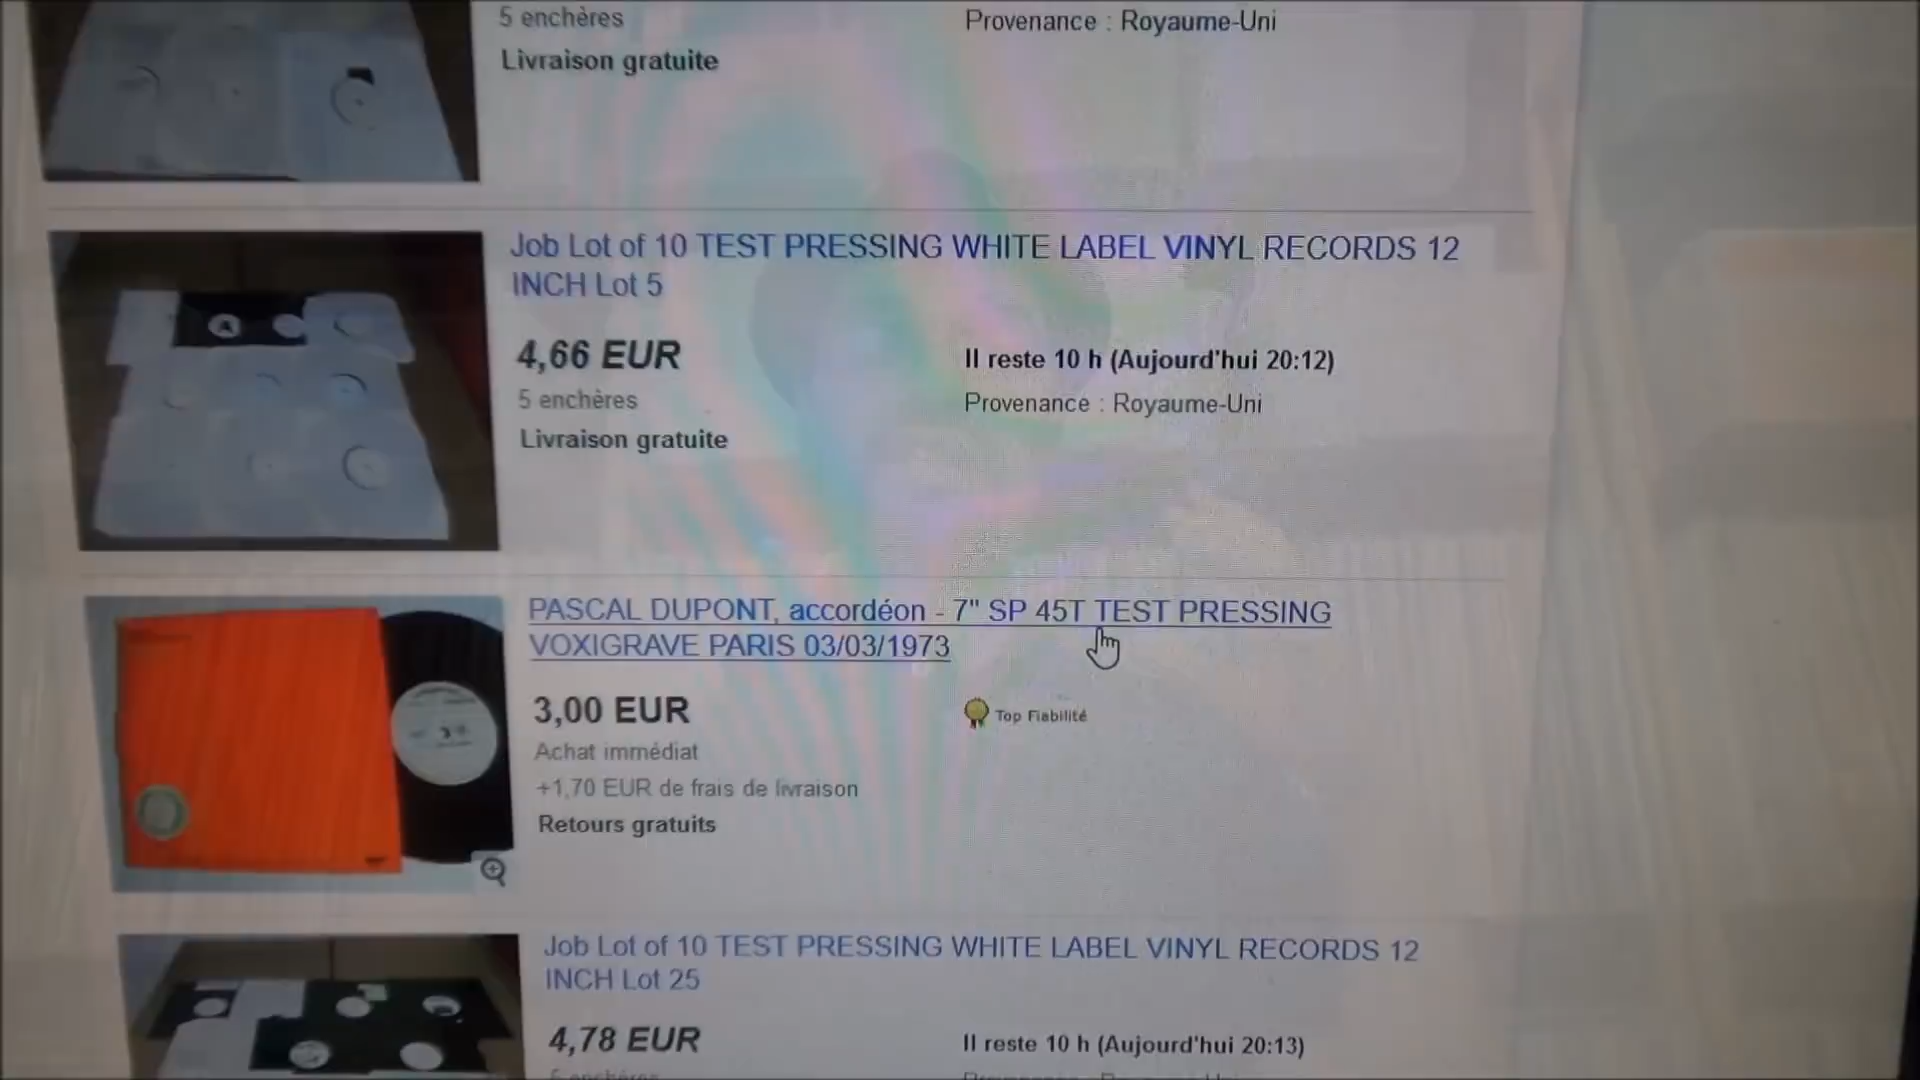 5 enchères
Provenance : Royaume-Uni
Livraison gratuite
Job Lot of 10 TEST PRESSING WHITE LABEL VINYL RECORDS 12
INCH Lot 5
4,66 EUR
Il reste 10 h (Aujourd'hui 20:12)
5 enchères
Provenance : Royaume-Uni
Livraison gratuite
PASCAL DUPONT, accordéon - 7" SP 45T TEST PRESSING
VOXIGRAVE PARIS 03/03/1973
3,00 EUR
Top Fiabilité
Achat immédiat
+1,70 EUR de frais de livraison
Retours gratuits
Job Lot of 10 TEST PRESSING WHITE LABEL VINYL RECORDS 12
INCH Lot 25
4,78 EUR
Il reste 10 h (Aujourd'hui 20:13)